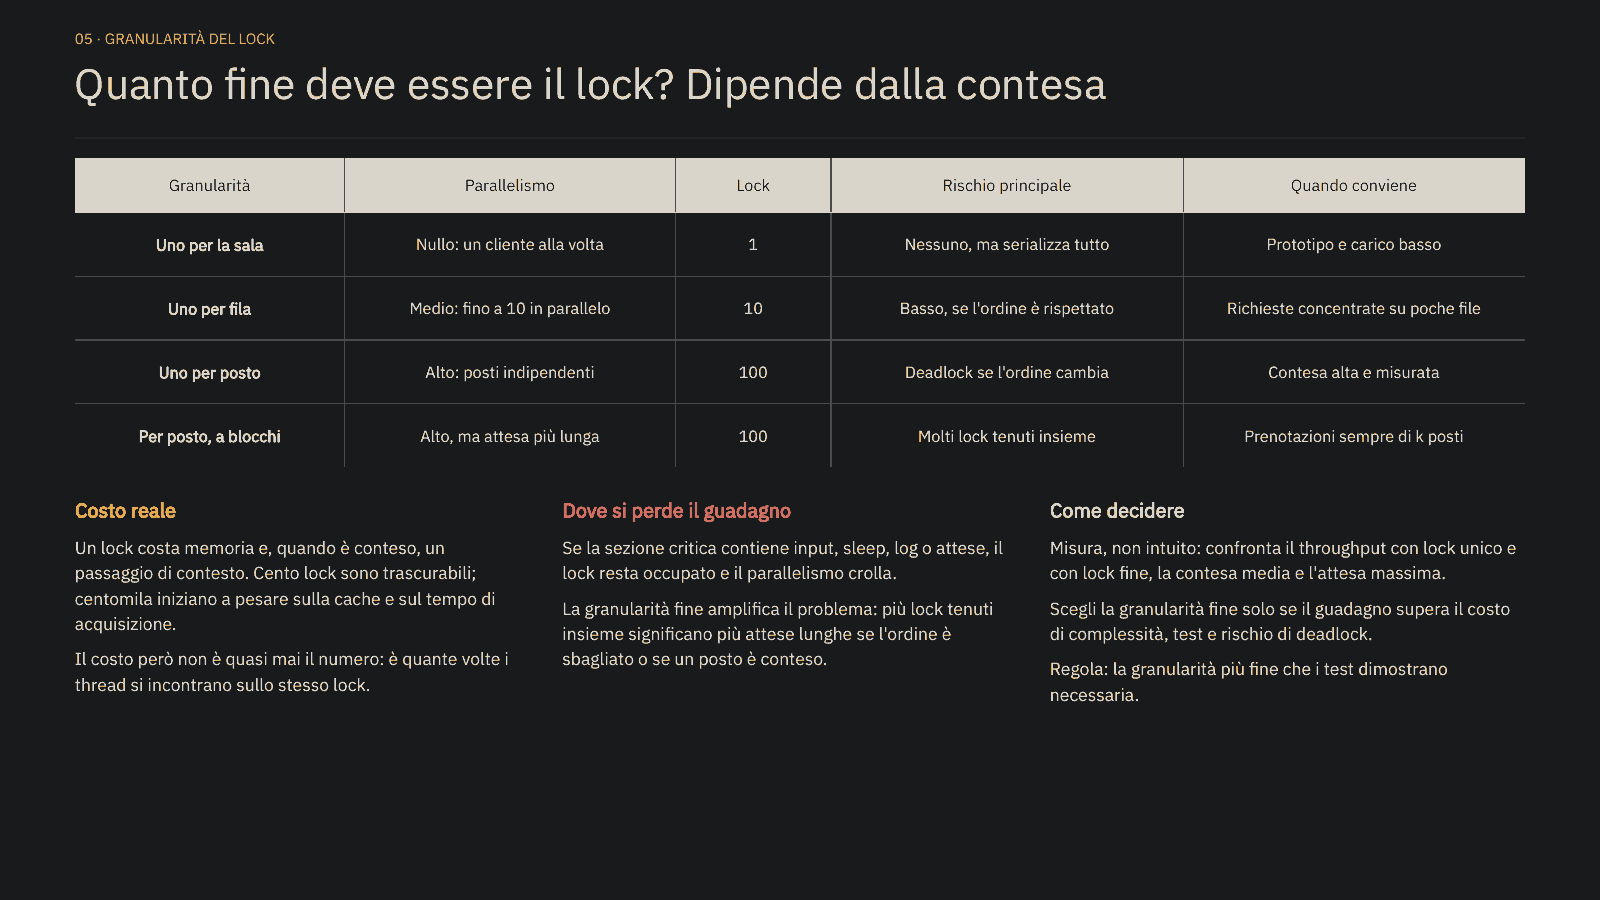 05 · GRANULARITÀ DEL LOCK
Quanto fine deve essere il lock? Dipende dalla contesa
Granularità Parallelismo Lock Rischio principale Quando conviene
Uno per la sala Nullo: un cliente alla volta 1 Nessuno, ma serializza tutto Prototipo e carico basso
Uno per fila Medio: fino a 10 in parallelo 10 Basso, se l'ordine è rispettato Richieste concentrate su poche file
Uno per posto Alto: posti indipendenti 100 Deadlock se l'ordine cambia Contesa alta e misurata
Per posto, a blocchi Alto, ma attesa più lunga 100 Molti lock tenuti insieme Prenotazioni sempre di k posti
Costo reale
Un lock costa memoria e, quando è conteso, un
passaggio di contesto. Cento lock sono trascurabili;
centomila iniziano a pesare sulla cache e sul tempo di
acquisizione.
Il costo però non è quasi mai il numero: è quante volte i
thread si incontrano sullo stesso lock.
Dove si perde il guadagno
Se la sezione critica contiene input, sleep, log o attese, il
lock resta occupato e il parallelismo crolla.
La granularità fine amplifica il problema: più lock tenuti
insieme significano più attese lunghe se l'ordine è
sbagliato o se un posto è conteso.
Come decidere
Misura, non intuito: confronta il throughput con lock unico e
con lock fine, la contesa media e l'attesa massima.
Scegli la granularità fine solo se il guadagno supera il costo
di complessità, test e rischio di deadlock.
Regola: la granularità più fine che i test dimostrano
necessaria.